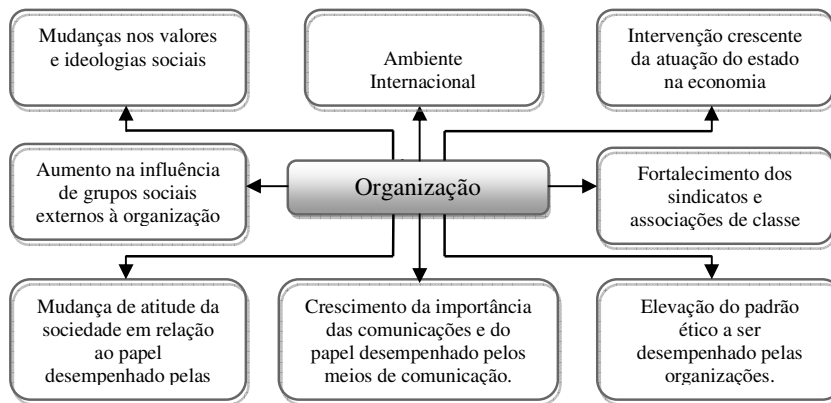 Mudanças nos valores
e ideologias sociais
Ambiente
Internacional
Intervenção crescente
da atuação do estado
na economia
Aumento na influência
de grupos sociais
externos à organização
Organização
Fortalecimento dos
sindicatos e
associações de classe
Mudança de atitude da
sociedade em relação
ao papel
desempenhado pelas
Crescimento da importância
das comunicações e do
papel desempenhado pelos
meios de comunicação.
Elevação do padrão
ético a ser
desempenhado pelas
organizações.